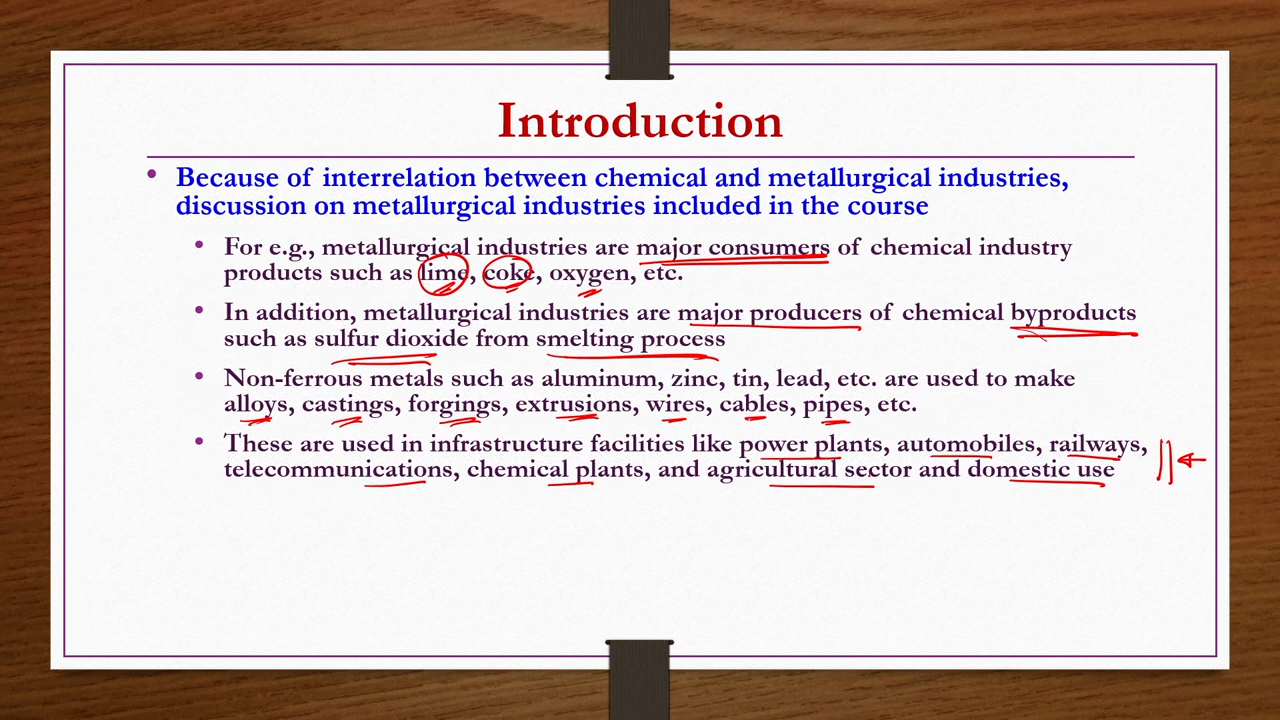 Introduction
• Because of interrelation between chemical and metallurgical industries,
discussion on metallurgical industries included in the course
• For e.g., metallurgical industries are major consumers of chemical industry
products such as lime, coke, oxygen, etc.
• In addition, metallurgical industries are major producers of chemical byproducts
such as sulfur dioxide from smelting process
• Non-ferrous metals such as aluminum, zinc, tin, lead, etc. are used to make
alloys, castings, forgings, extrusions, wires, cables, pipes, etc.
• These are used in infrastructure facilities like power plants, automobiles, railways,
telecommunications, chemical plants, and agricultural sector and domestic use